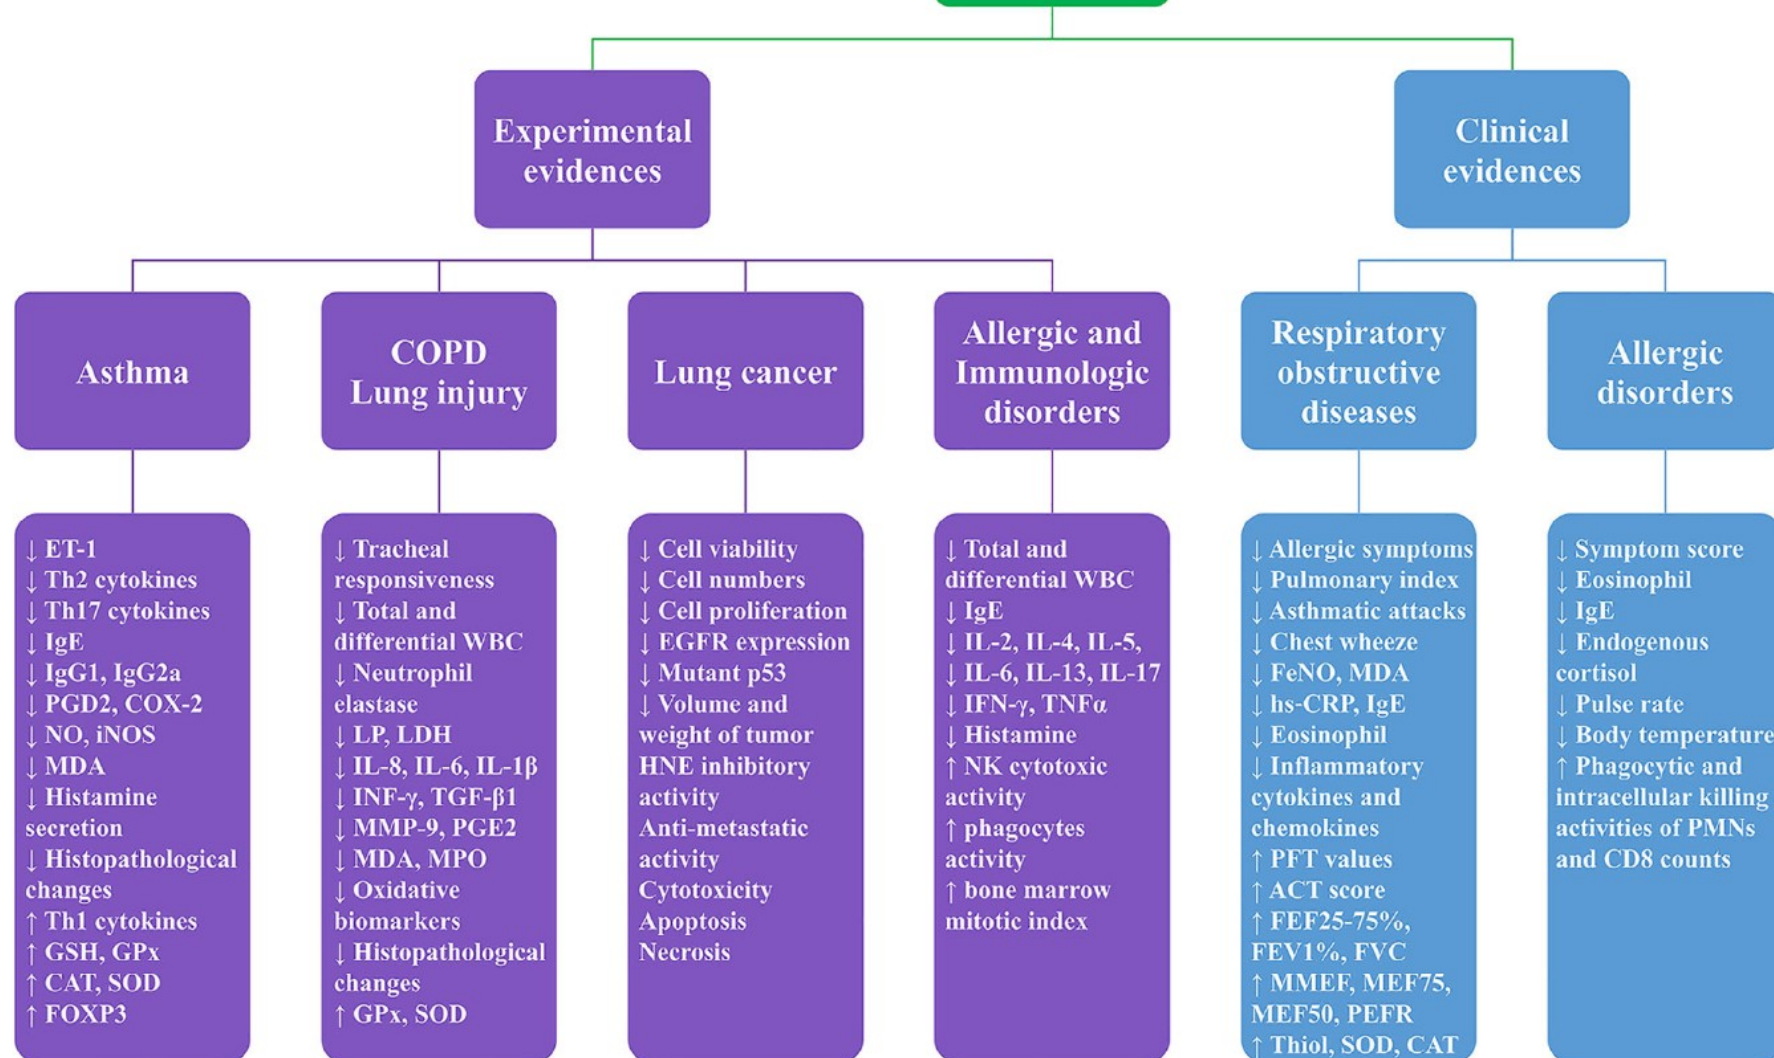 Experimental
evidences
Clinical
evidences
Asthma
COPD
Lung injury
Lung cancer
Allergic and
Immunologic
disorders
Respiratory
obstructive
diseases
Allergic
disorders
↓ ET-1
↓ Th2 cytokines
↓ Th17 cytokines
↓ IgE
↓ IgG1, IgG2a
↓ PGD2, COX-2
↓ NO, iNOS
↓ MDA
↓ Histamine
secretion
↓ Histopathological
changes
↑ Th1 cytokines
↑ GSH, GPx
↑ CAT, SOD
↑ FOXP3
↓ Tracheal
responsiveness
↓ Total and
differential WBC
↓ Neutrophil
elastase
↓ LP, LDH
↓ IL-8, IL-6, IL-1β
↓ INF-γ, TGF-β1
↓ MMP-9, PGE2
↓ MDA, MPO
↓ Oxidative
biomarkers
↓ Histopathological
changes
↑ GPx, SOD
↓ Cell viability
↓ Cell numbers
↓ Cell proliferation
↓ EGFR expression
↓ Mutant p53
↓ Volume and
weight of tumor
HNE inhibitory
activity
Anti-metastatic
activity
Cytotoxicity
Apoptosis
Necrosis
↓ Total and
differential WBC
↓ IgE
↓ IL-2, IL-4, IL-5,
↓ IL-6, IL-13, IL-17
↓ IFN-γ, TNFα
↓ Histamine
↑ NK cytotoxic
activity
↑ phagocytes
activity
↑ bone marrow
mitotic index
↓ Allergic symptoms
↓ Pulmonary index
↓ Asthmatic attacks
↓ Chest wheeze
↓ FeNO, MDA
↓ hs-CRP, IgE
↓ Eosinophil
↓ Inflammatory
cytokines and
chemokines
↑ PFT values
↑ ACT score
↑ FEF25-75%,
FEV1%, FVC
↑ MMEF, MEF75,
MEF50, PEFR
↑ Thiol, SOD, CAT
↓ Symptom score
↓ Eosinophil
↓ IgE
↓ Endogenous
cortisol
↓ Pulse rate
↓ Body temperature
↑ Phagocytic and
intracellular killing
activities of PMNs
and CD8 counts